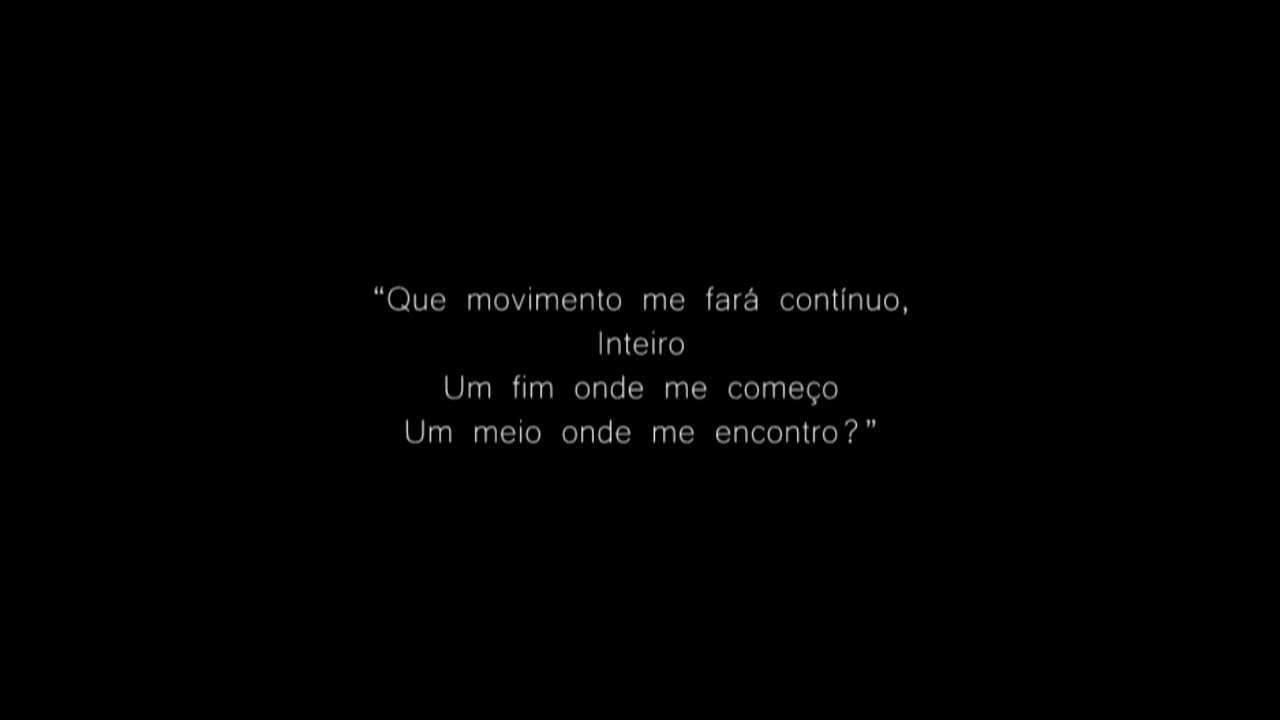 “Que movimento me fará contínuo,
Inteiro
Um fim onde me começo
Um meio onde me encontro?”